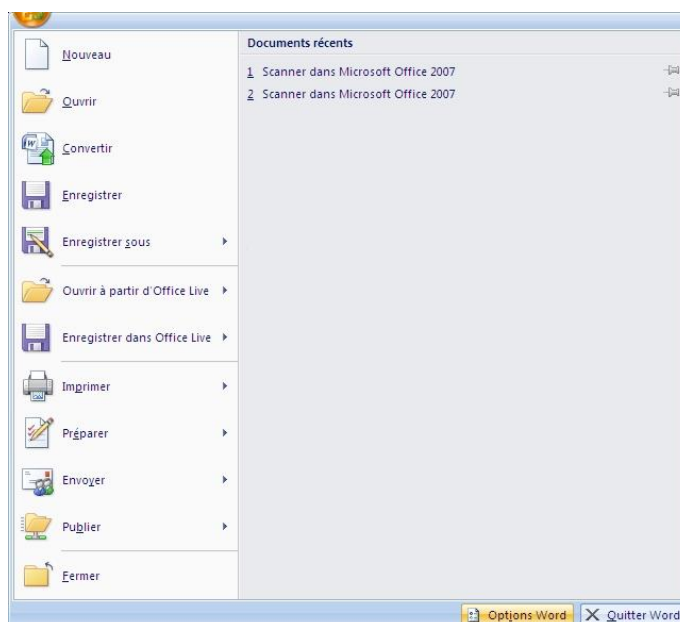 Nouveau
Ouvrir
Convertir
Enregistrer
Enregistrer sous
Ouvrir à partir d'Office Live
Enregistrer dans Office Live
Imprimer
Préparer
Envoyer
Publier
Fermer
Documents récents
1 Scanner dans Microsoft Office 2007
2 Scanner dans Microsoft Office 2007
Options Word
Quitter Word